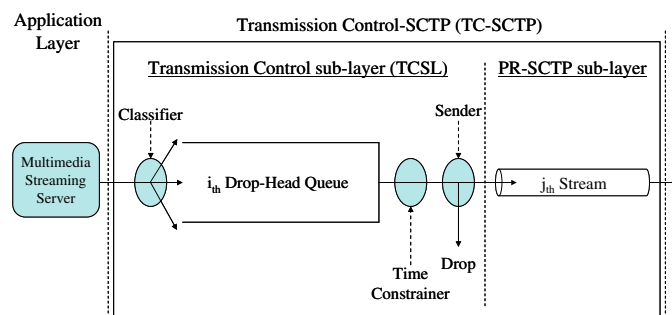 Application
Layer
Transmission Control-SCTP (TC-SCTP)
Transmission Control sub-layer (TCSL)
PR-SCTP sub-layer
Classifier
Sender
Multimedia
Streaming
Server
ith Drop-Head Queue
jth Stream
Drop
Time
Constrainer